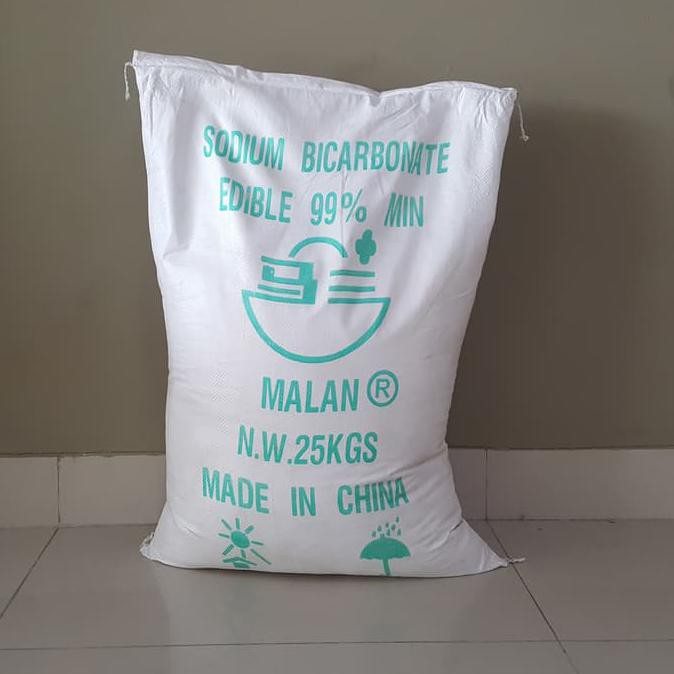 SODIUM BICARBONATE
EDIBLE 99% MIN
MALAN ®
N.W.25KGS
MADE IN CHINA